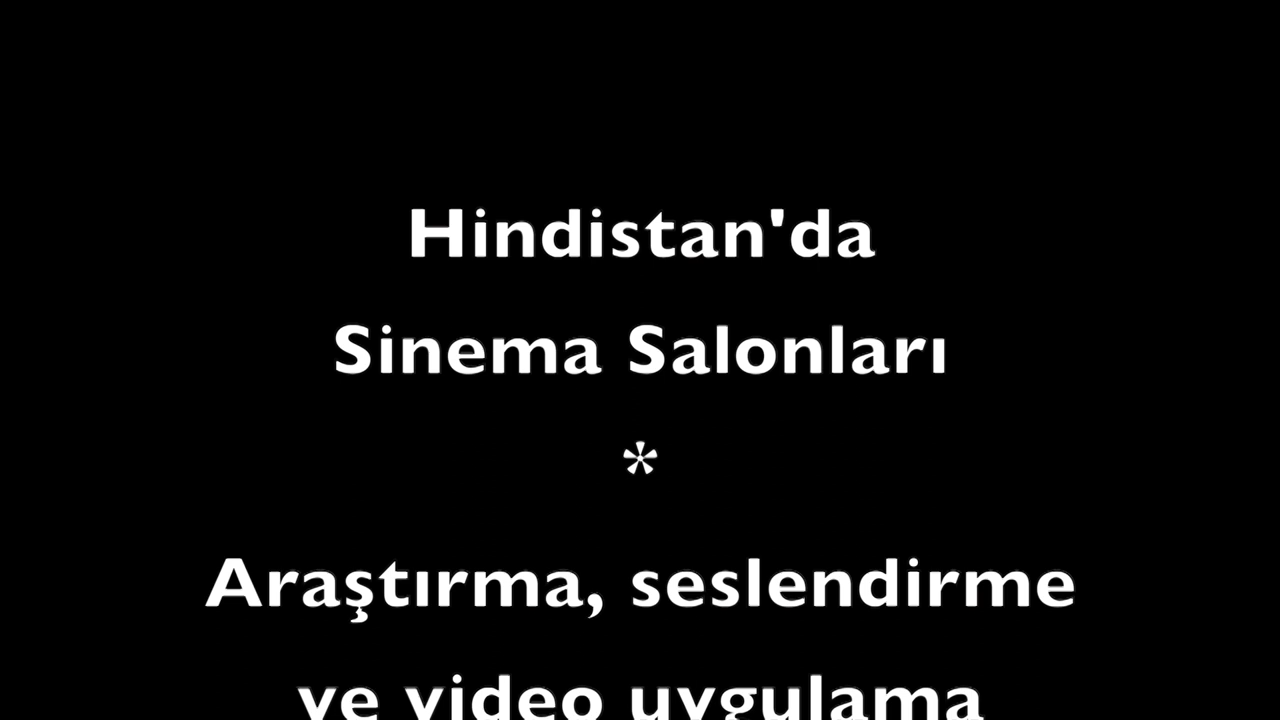 Hindistan'da
Sinema Salonları
*
Araştırma, seslendirme
ve video uygulama